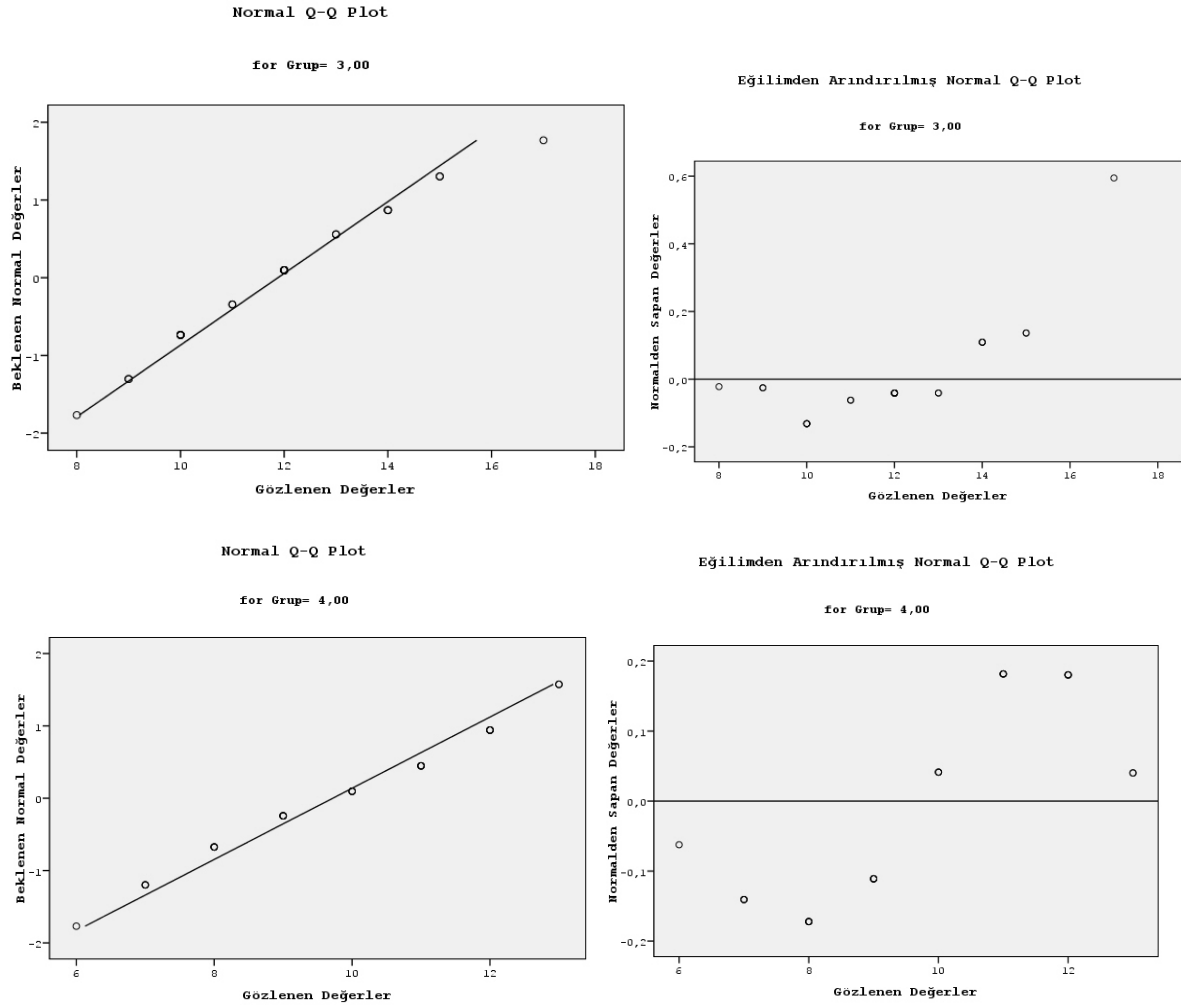 Normal Q-Q Plot
for Grup= 3,00
Beklenen Normal Değerler
2
1
0
-1
-2
8
10
12
14
16
18
Gözlenen Değerler
Eğilimden Arındırılmış Normal Q-Q Plot
for Grup= 3,00
Normalden Sapan Değerler
0,6
0,4
0,2
0,0
-0,2
8
10
12
14
16
18
Gözlenen Değerler
Normal Q-Q Plot
for Grup= 4,00
Beklenen Normal Değerler
2
1
0
-1
-2
6
8
10
12
Gözlenen Değerler
Eğilimden Arındırılmış Normal Q-Q Plot
for Grup= 4,00
Normalden Sapan Değerler
0,2
0,1
0,0
-0,1
-0,2
6
8
10
12
Gözlenen Değerler